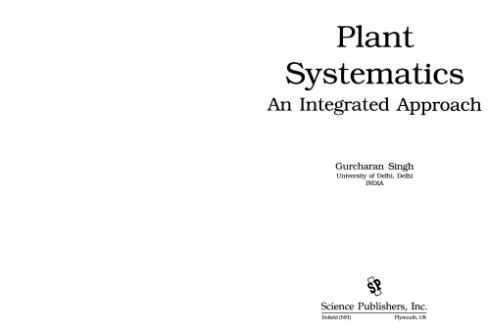 Plant
Systematics
An Integrated Approach
Gurcharan Singh
University of Delhi, Delhi
INDIA
SP
Science Publishers, Inc.
Enfield (NH) Plymouth, UK